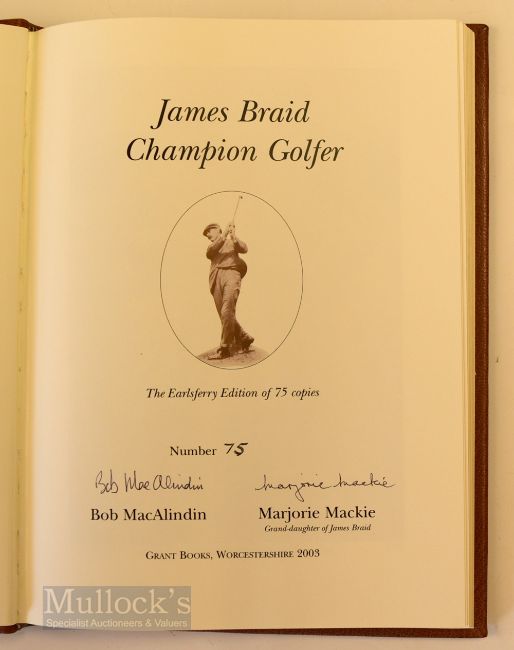 James Braid
Champion Golfer
The Earlsferry Edition of 75 copies
Number 75
Bob MacAlindin
Marjorie Mackie
Bob MacAlindin
Marjorie Mackie
Grand-daughter of James Braid
GRANT BOOKS, WORCESTERSHIRE 2003
Mullock's
Specialist Auctioneers & Valuers